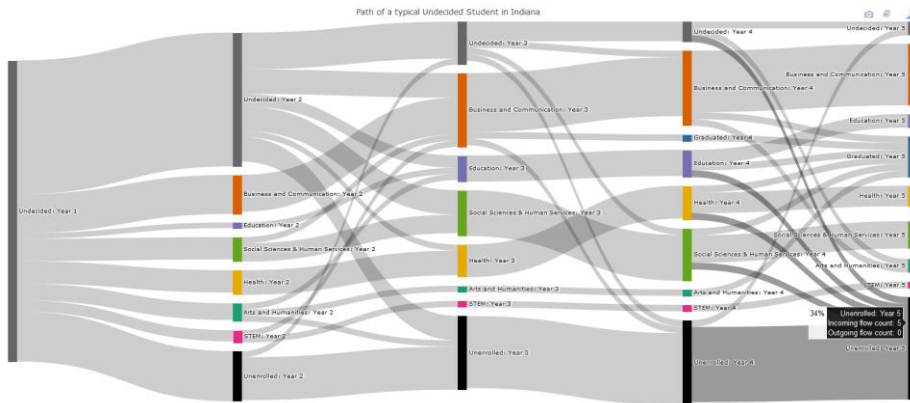 Path of a typical Undecided Student in Indiana
Undecided: Year 1
Undecided: Year 2
Business and Communication: Year 2
Education: Year 2
Social Sciences & Human Services: Year 2
Health: Year 2
Arts and Humanities: Year 2
STEM: Year 2
Unenrolled: Year 2
Undecided: Year 3
Business and Communication: Year 3
Education: Year 3
Social Sciences & Human Services: Year 3
Health: Year 3
Arts and Humanities: Year 3
STEM: Year 3
Unenrolled: Year 3
Undecided: Year 4
Business and Communication: Year 4
Graduated: Year 4
Education: Year 4
Health: Year 4
Social Sciences & Human Services: Year 4
Arts and Humanities: Year 4
STEM: Year 4
Unenrolled: Year 4
Undecided: Year 5
Business and Communication: Year 5
Education: Year 5
Graduated: Year 5
Health: Year 5
Social Sciences & Human Services: Year 5
Arts and Humanities: Year 5
STEM: Year 5
34%
Unenrolled: Year 5
Incoming flow count: 5
Outgoing flow count: 0
Unenrolled: Year 5